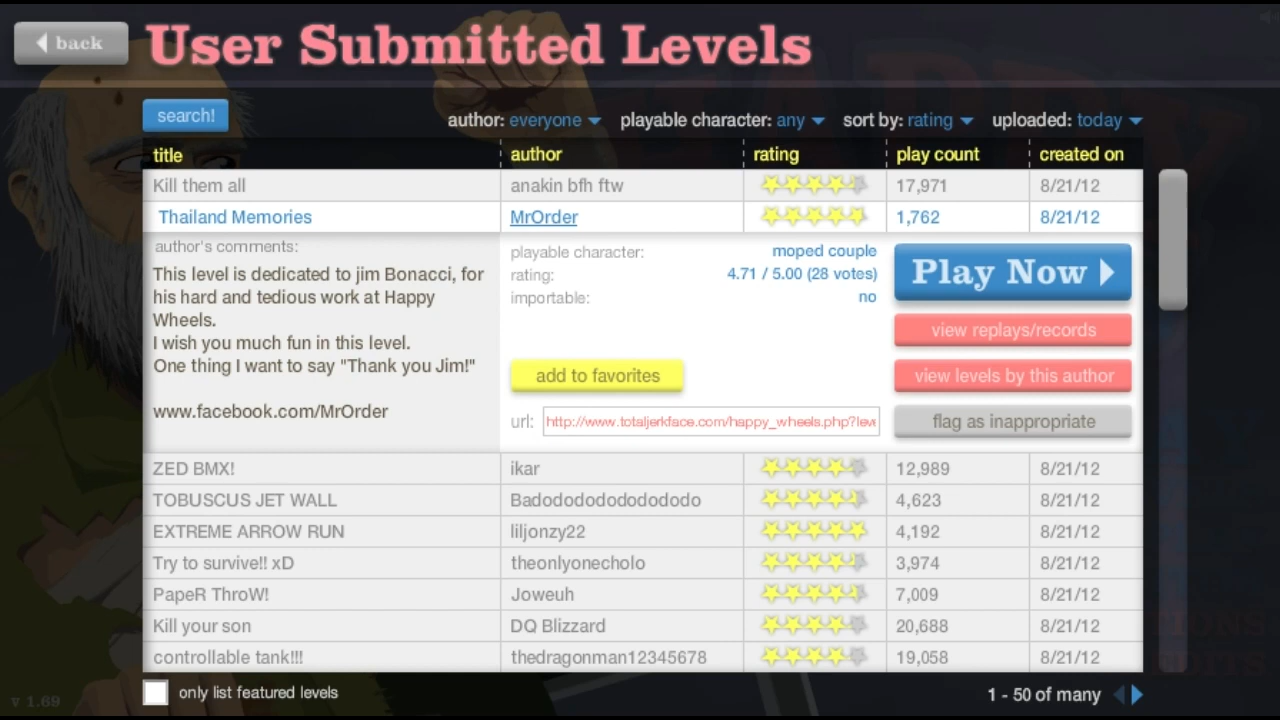 back
User Submitted Levels
search!
author: everyone playable character: any sort by: rating uploaded: today
title author rating play count created on
Kill them all anakin bfh ftw 17,971 8/21/12
Thailand Memories MrOrder 1,762 8/21/12
author's comments:
This level is dedicated to jim Bonacci, for
his hard and tedious work at Happy
Wheels.
I wish you much fun in this level.
One thing I want to say "Thank you Jim!"
www.facebook.com/MrOrder
playable character: moped couple
rating: 4.71 / 5.00 (28 votes)
importable: no
add to favorites
url: http://www.totaljerkface.com/happy_wheels.php?lev
Play Now
view replays/records
view levels by this author
flag as inappropriate
ZED BMX! ikar 12,989 8/21/12
TOBUSCUS JET WALL Badodododododododo 4,623 8/21/12
EXTREME ARROW RUN liljonzy22 4,192 8/21/12
Try to survive!! xD theonlyonecholo 3,974 8/21/12
PapeR ThroW! Joweuh 7,009 8/21/12
Kill your son DQ Blizzard 20,688 8/21/12
controllable tank!!! thedragonman12345678 19,058 8/21/12
only list featured levels
1 - 50 of many
v 1.69